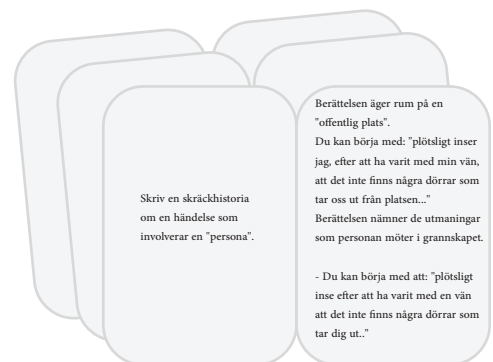 Skriv en skräckhistoria
om en händelse som
involverar en "persona".
Berättelsen äger rum på en
"offentlig plats".
Du kan börja med: "plötsligt inser
jag, efter att ha varit med min vän,
att det inte finns några dörrar som
tar oss ut från platsen..."
Berättelsen nämner de utmaningar
som personan möter i grannskapet.
- Du kan börja med att: "plötsligt
inse efter att ha varit med en vän
att det inte finns några dörrar som
tar dig ut.."